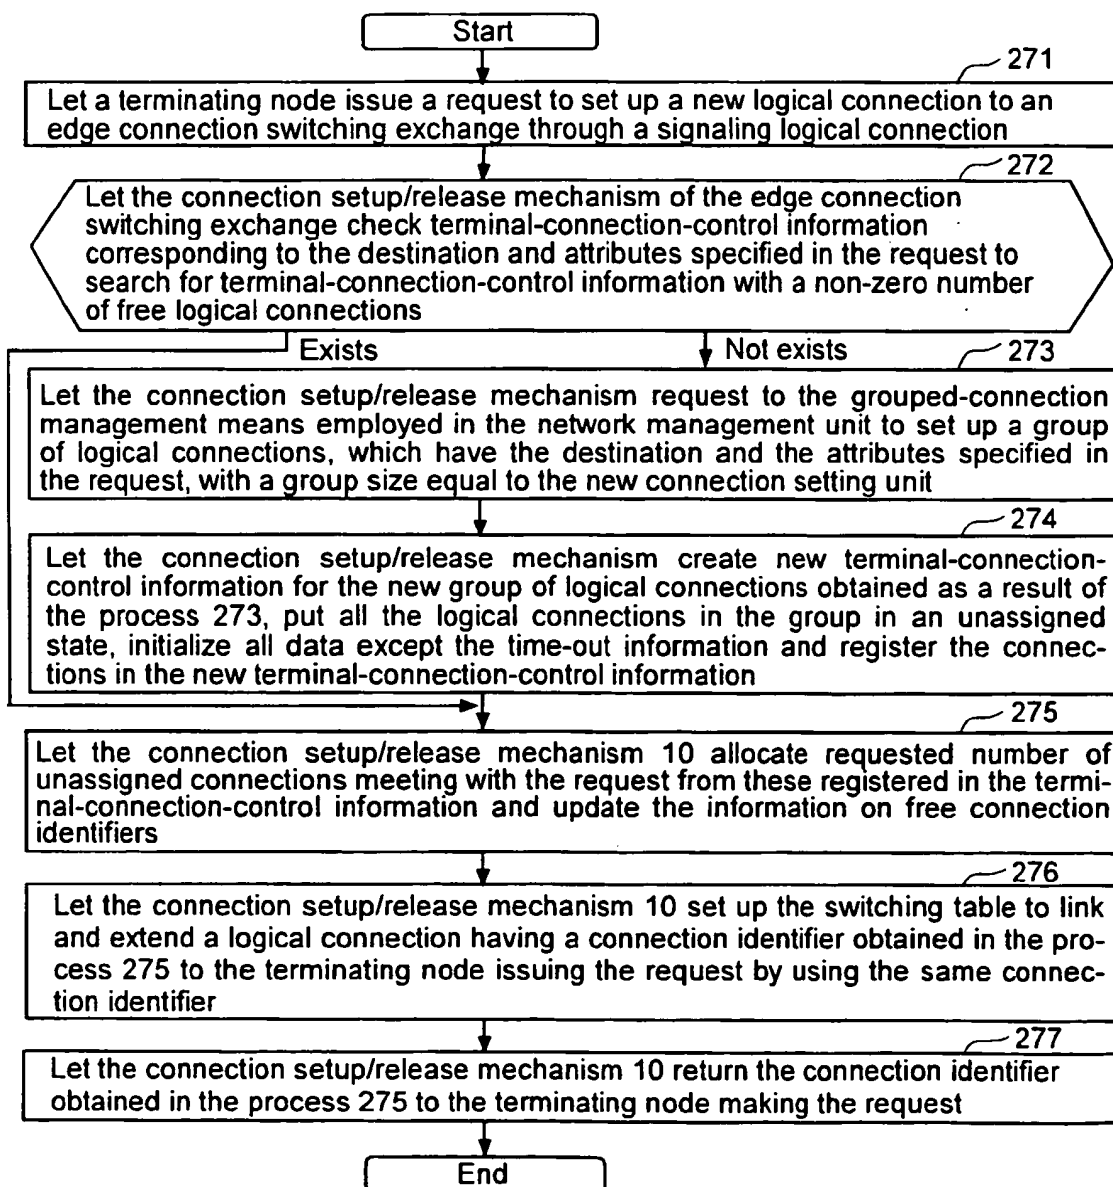 Start
271
Let a terminating node issue a request to set up a new logical connection to an
edge connection switching exchange through a signaling logical connection
272
Let the connection setup/release mechanism of the edge connection
switching exchange check terminal-connection-control information
corresponding to the destination and attributes specified in the request to
search for terminal-connection-control information with a non-zero number
of free logical connections
Exists
Not exists
273
Let the connection setup/release mechanism request to the grouped-connection
management means employed in the network management unit to set up a group
of logical connections, which have the destination and the attributes specified in
the request, with a group size equal to the new connection setting unit
274
Let the connection setup/release mechanism create new terminal-connection-
control information for the new group of logical connections obtained as a result
of the process 273, put all the logical connections in the group in an unassigned
state, initialize all data except the time-out information and register the connec-
tions in the new terminal-connection-control information
275
Let the connection setup/release mechanism 10 allocate requested number of
unassigned connections meeting with the request from these registered in the termi-
nal-connection-control information and update the information on free connection
identifiers
276
Let the connection setup/release mechanism 10 set up the switching table to link
and extend a logical connection having a connection identifier obtained in the pro-
cess 275 to the terminating node issuing the request by using the same connec-
tion identifier
277
Let the connection setup/release mechanism 10 return the connection identifier
obtained in the process 275 to the terminating node making the request
End